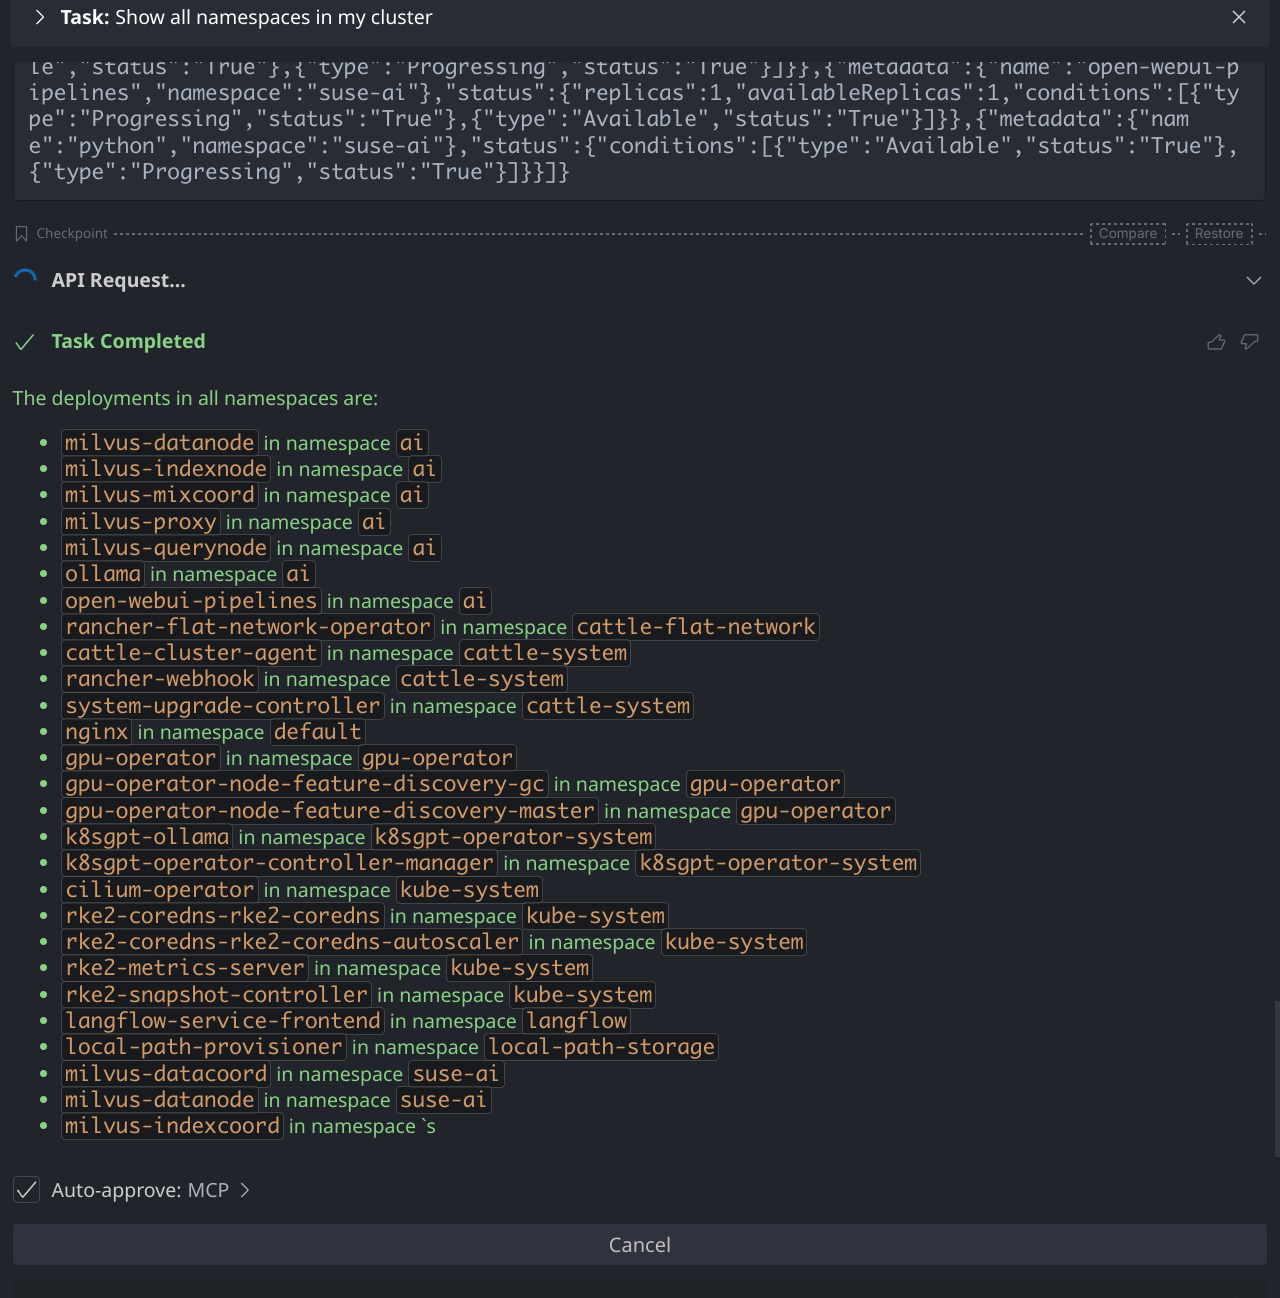 Task: Show all namespaces in my cluster
le","status":"True"},{"type":"Progressing","status":"True"}]}},{"metadata":{"name":"open-webui-p
ipelines","namespace":"suse-ai"},"status":{"replicas":1,"availableReplicas":1,"conditions":[{"ty
pe":"Progressing","status":"True"},{"type":"Available","status":"True"}]}},{"metadata":{"nam
e":"python","namespace":"suse-ai"},"status":{"conditions":[{"type":"Available","status":"True"},
{"type":"Progressing","status":"True"}]}}]}
Checkpoint Compare Restore
API Request...
Task Completed
The deployments in all namespaces are:
milvus-datanode in namespace ai
milvus-indexnode in namespace ai
milvus-mixcoord in namespace ai
milvus-proxy in namespace ai
milvus-querynode in namespace ai
ollama in namespace ai
open-webui-pipelines in namespace ai
rancher-flat-network-operator in namespace cattle-flat-network
cattle-cluster-agent in namespace cattle-system
rancher-webhook in namespace cattle-system
system-upgrade-controller in namespace cattle-system
nginx in namespace default
gpu-operator in namespace gpu-operator
gpu-operator-node-feature-discovery-gc in namespace gpu-operator
gpu-operator-node-feature-discovery-master in namespace gpu-operator
k8sgpt-ollama in namespace k8sgpt-operator-system
k8sgpt-operator-controller-manager in namespace k8sgpt-operator-system
cilium-operator in namespace kube-system
rke2-coredns-rke2-coredns in namespace kube-system
rke2-coredns-rke2-coredns-autoscaler in namespace kube-system
rke2-metrics-server in namespace kube-system
rke2-snapshot-controller in namespace kube-system
langflow-service-frontend in namespace langflow
local-path-provisioner in namespace local-path-storage
milvus-datacoord in namespace suse-ai
milvus-datanode in namespace suse-ai
milvus-indexcoord in namespace `s
Auto-approve: MCP
Cancel